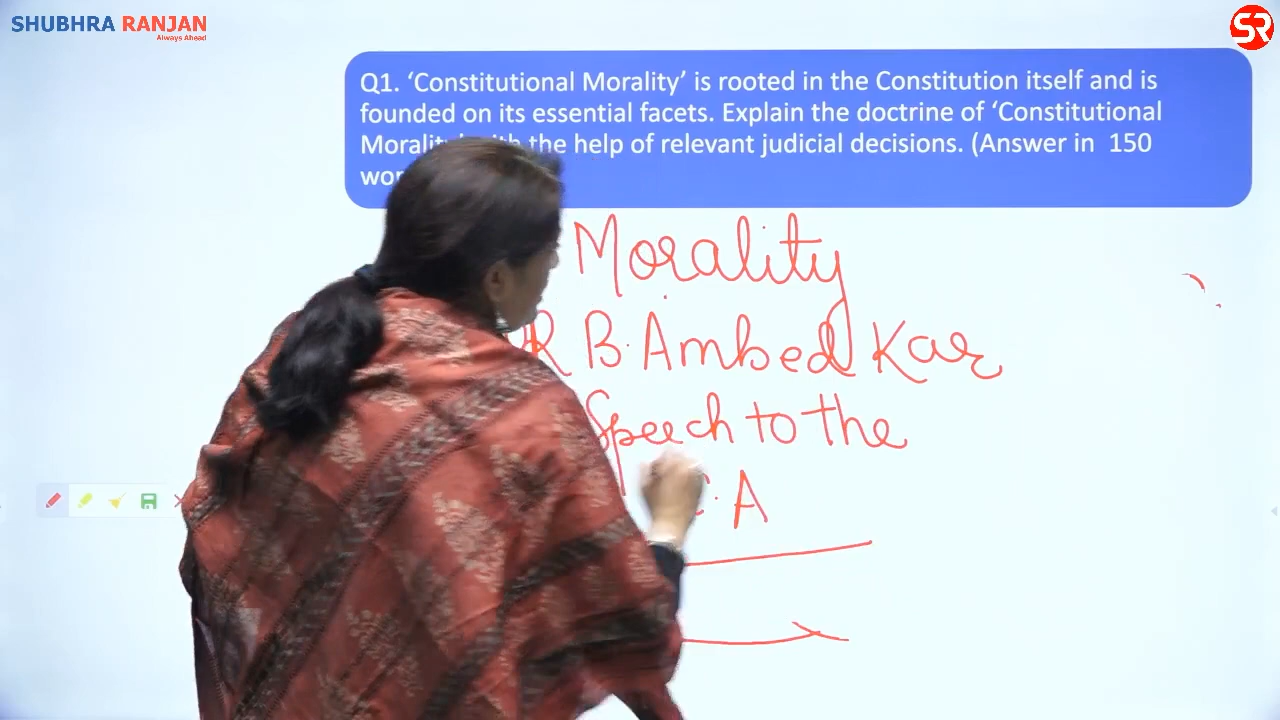 SHUBHRA RANJAN
Always Ahead
SR
Q1. ‘Constitutional Morality’ is rooted in the Constitution itself and is
founded on its essential facets. Explain the doctrine of ‘Constitutional
the help of relevant judicial decisions. (Answer in 150
Morality
R B. Ambedkar
Speech to the
C. A